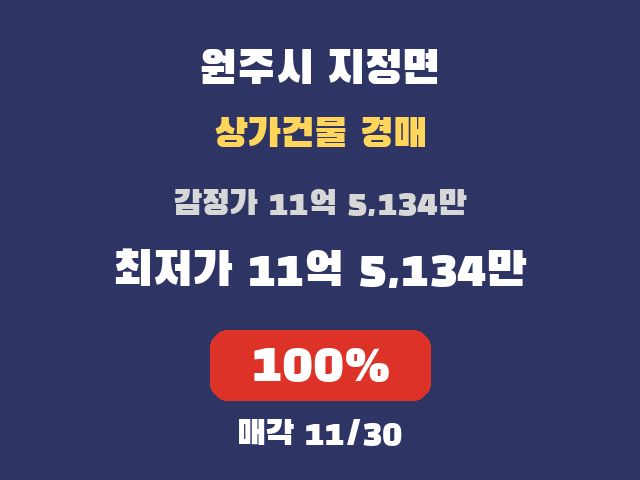 원주시 지정면
상가건물 경매
감정가 11억 5,134만
최저가 11억 5,134만
100%
매각 11/30